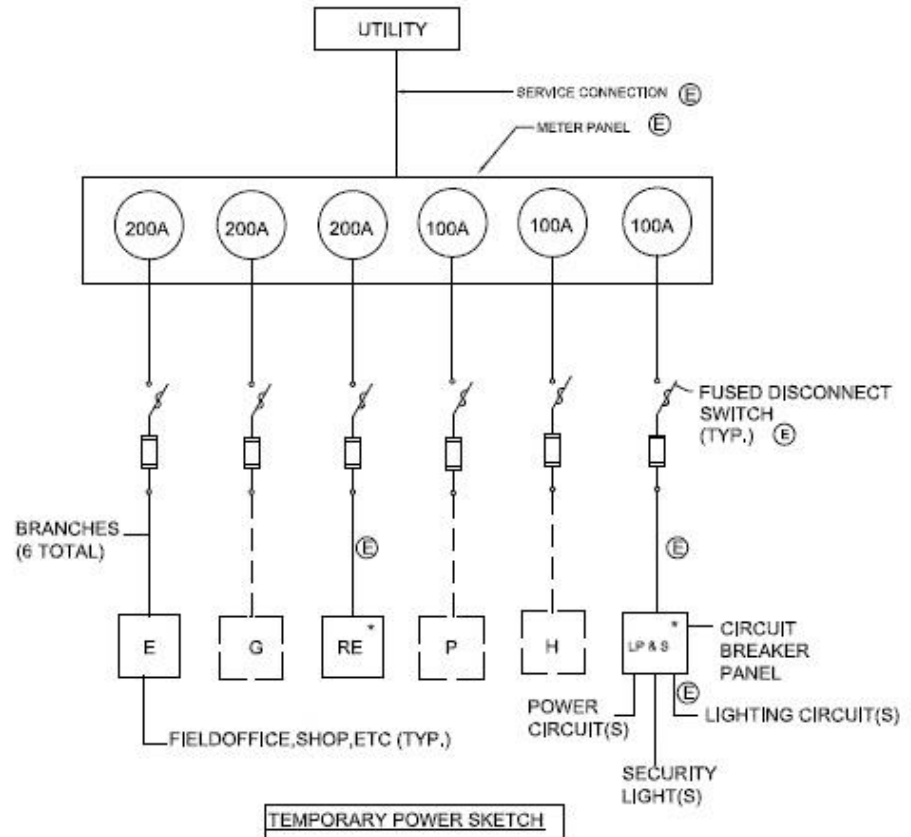 UTILITY
SERVICE CONNECTION E
METER PANEL E
200A 200A 200A 100A 100A 100A
FUSED DISCONNECT
SWITCH
(TYP.) E
BRANCHES
(6 TOTAL)
E
E
E
G
RE *
P
H
LP & S *
CIRCUIT
BREAKER
PANEL
E
POWER
CIRCUIT(S)
LIGHTING CIRCUIT(S)
FIELDOFFICE,SHOP,ETC (TYP.)
SECURITY
LIGHT(S)
TEMPORARY POWER SKETCH